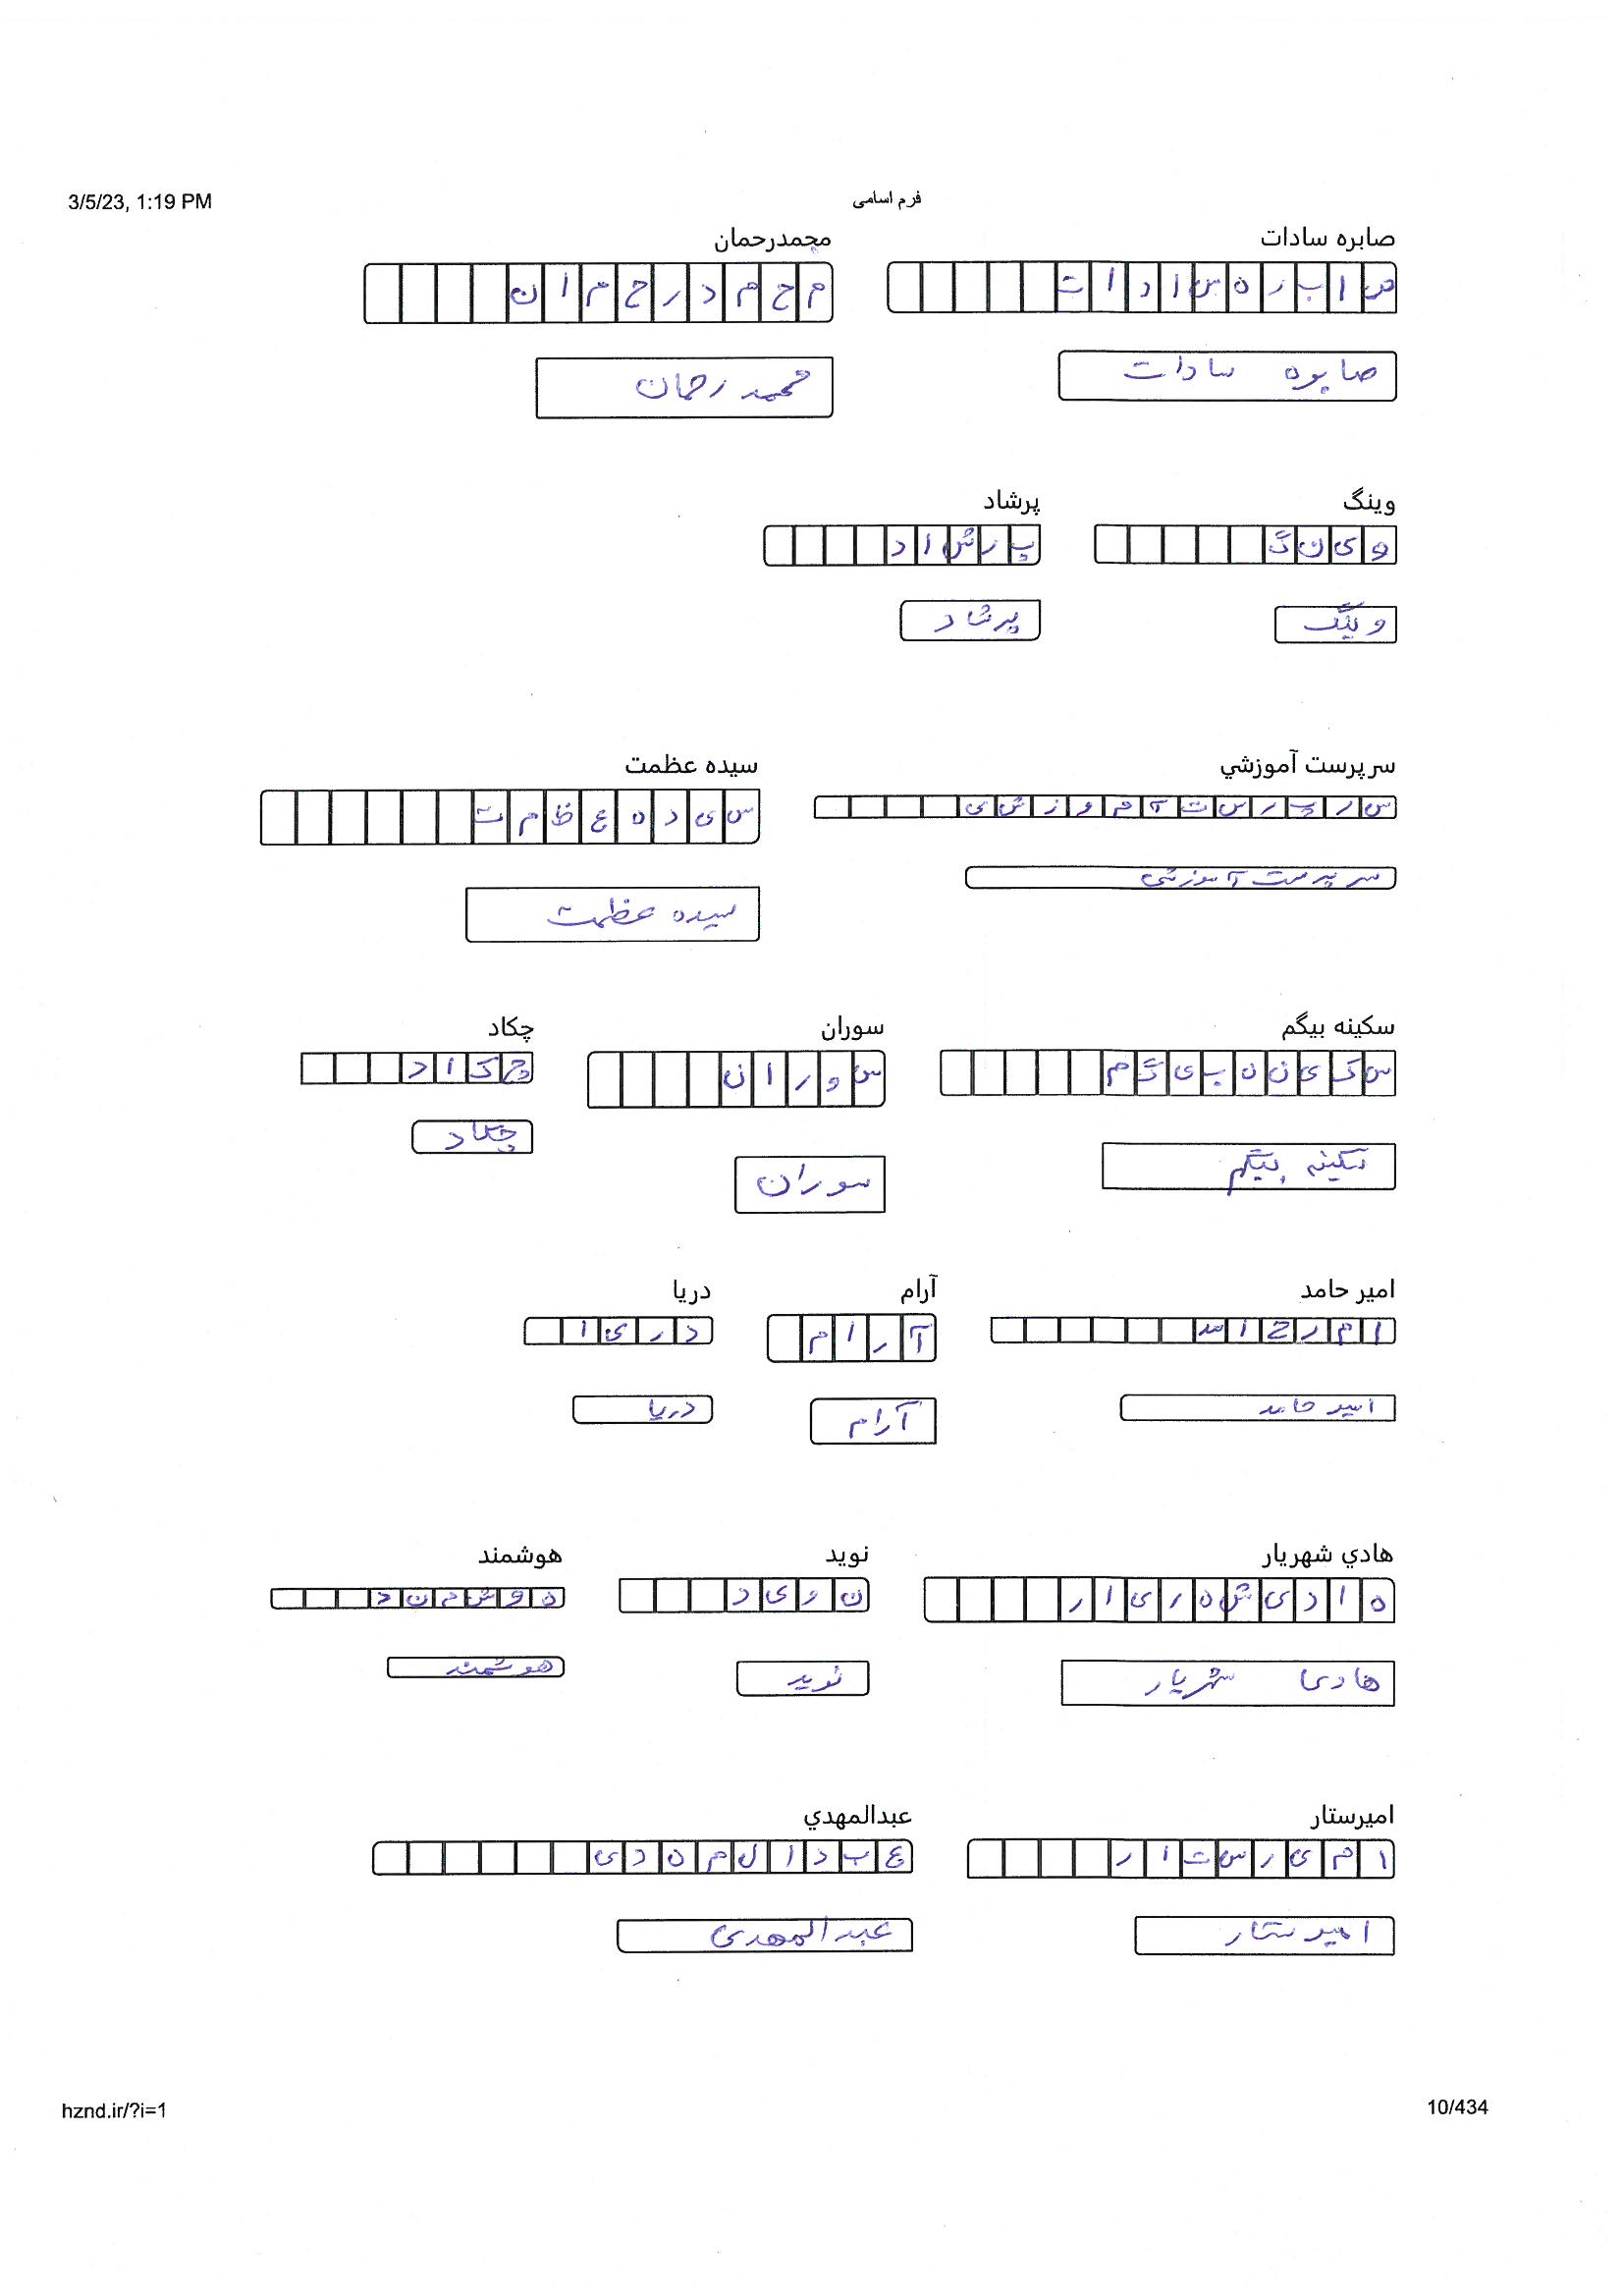 3/5/23, 1:19 PM فرم اسامی
صابره سادات محمدرحمان
ص ا ب ر ه س ا د ا ت م ح م د ر ح م ا ن
صابره سادات محمد رحمان
وینگ پرشاد
و ی ن گ پ ر ش ا د
وینگ پرشاد
سرپرست آموزشي سیده عظمت
س ر پ ر س ت آ م و ز ش ی س ی د ه ع ظ م ت
سرپرست آموزشی سیده عظمت
سکینه بیگم سوران چکاد
س ک ی ن ه ب ی گ م س و ر ا ن چ ک ا د
سکینه بیگم سوران چکاد
امیر حامد آرام دریا
ا م ر ح ا مد آ ر ا م د ر ی ا
امیر حامد آرام دریا
هادي شهریار نوید هوشمند
ه ا د ی ش ه ر ی ا ر ن و ی د ه و ش م ن د
هادی شهریار نوید هوشمند
امیرستار عبدالمهدي
ا م ی ر س ت ا ر ع ب د ا ل م ه د ی
امیر ستار عبدالمهدی
hznd.ir/?i=1 10/434